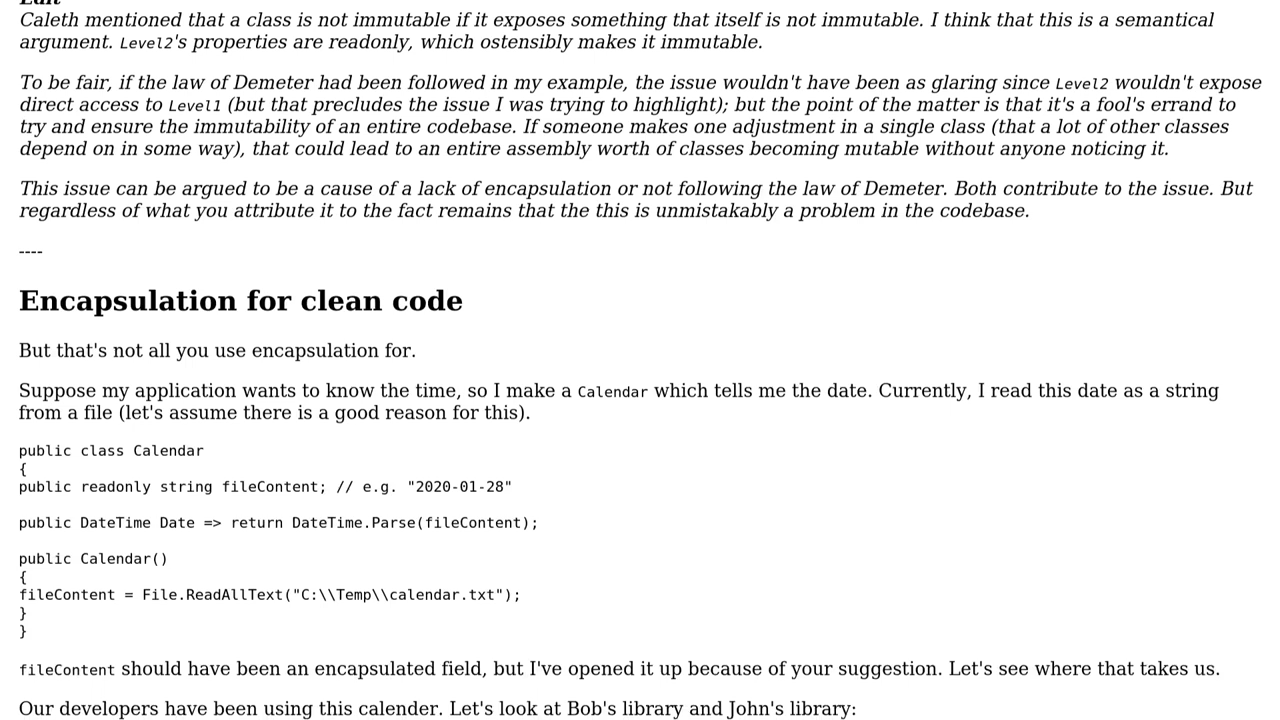 Edit
Caleth mentioned that a class is not immutable if it exposes something that itself is not immutable. I think that this is a semantical
argument. Level2's properties are readonly, which ostensibly makes it immutable.
To be fair, if the law of Demeter had been followed in my example, the issue wouldn't have been as glaring since Level2 wouldn't expose
direct access to Level1 (but that precludes the issue I was trying to highlight); but the point of the matter is that it's a fool's errand to
try and ensure the immutability of an entire codebase. If someone makes one adjustment in a single class (that a lot of other classes
depend on in some way), that could lead to an entire assembly worth of classes becoming mutable without anyone noticing it.
This issue can be argued to be a cause of a lack of encapsulation or not following the law of Demeter. Both contribute to the issue. But
regardless of what you attribute it to the fact remains that the this is unmistakably a problem in the codebase.
----
Encapsulation for clean code
But that's not all you use encapsulation for.
Suppose my application wants to know the time, so I make a Calendar which tells me the date. Currently, I read this date as a string
from a file (let's assume there is a good reason for this).
public class Calendar
{
public readonly string fileContent; // e.g. "2020-01-28"
public DateTime Date => return DateTime.Parse(fileContent);
public Calendar()
{
fileContent = File.ReadAllText("C:\\Temp\\calendar.txt");
}
}
fileContent should have been an encapsulated field, but I've opened it up because of your suggestion. Let's see where that takes us.
Our developers have been using this calender. Let's look at Bob's library and John's library: